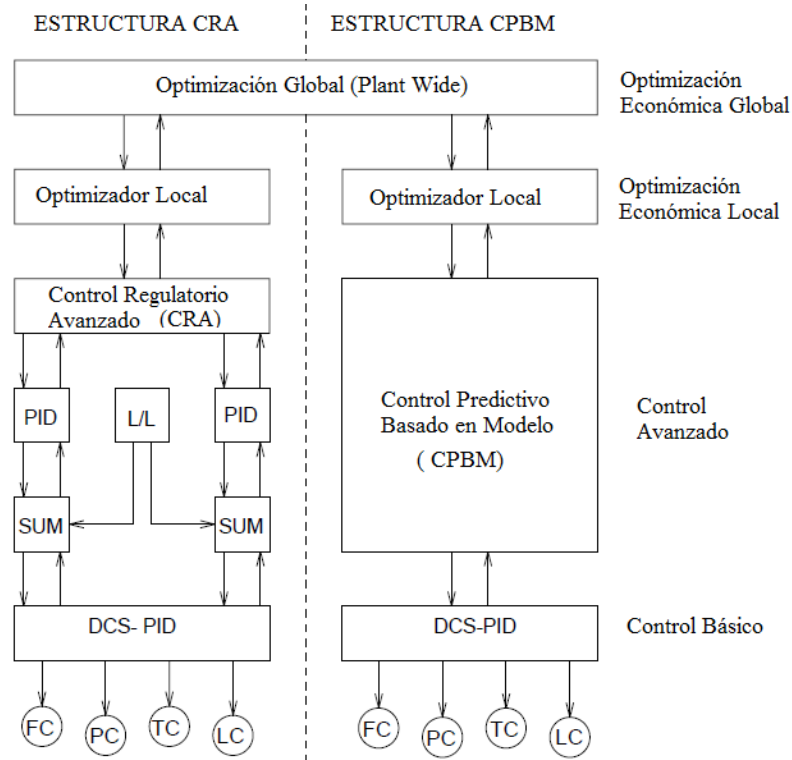 ESTRUCTURA CRA
ESTRUCTURA CPBM
Optimización Global (Plant Wide)
Optimización
Económica Global
Optimizador Local
Optimizador Local
Optimización
Económica Local
Control Regulatorio
Avanzado (CRA)
PID
L/L
PID
SUM
SUM
Control Predictivo
Basado en Modelo
( CPBM)
Control
Avanzado
DCS- PID
DCS-PID
Control Básico
FC
PC
TC
LC
FC
PC
TC
LC